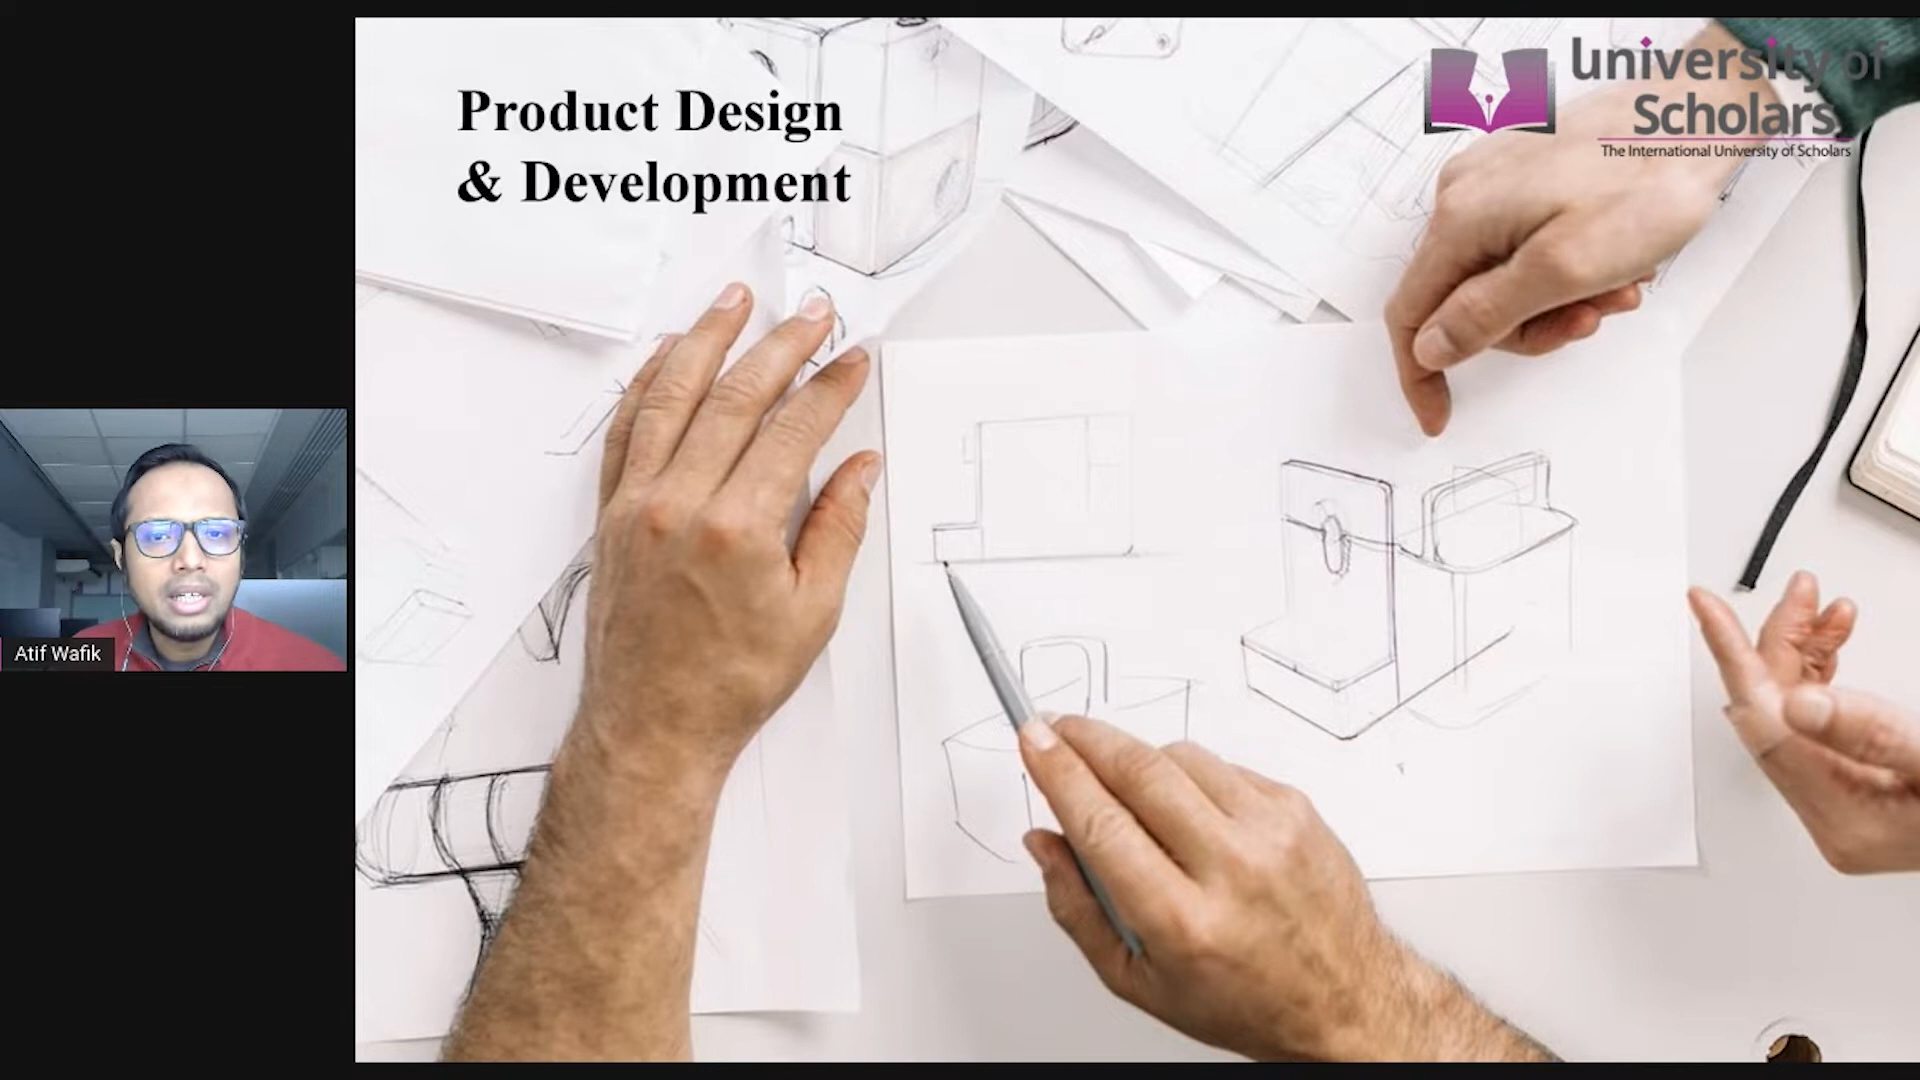 Product Design
& Development
University of
Scholars
The International University of Scholars
Atif Wafik